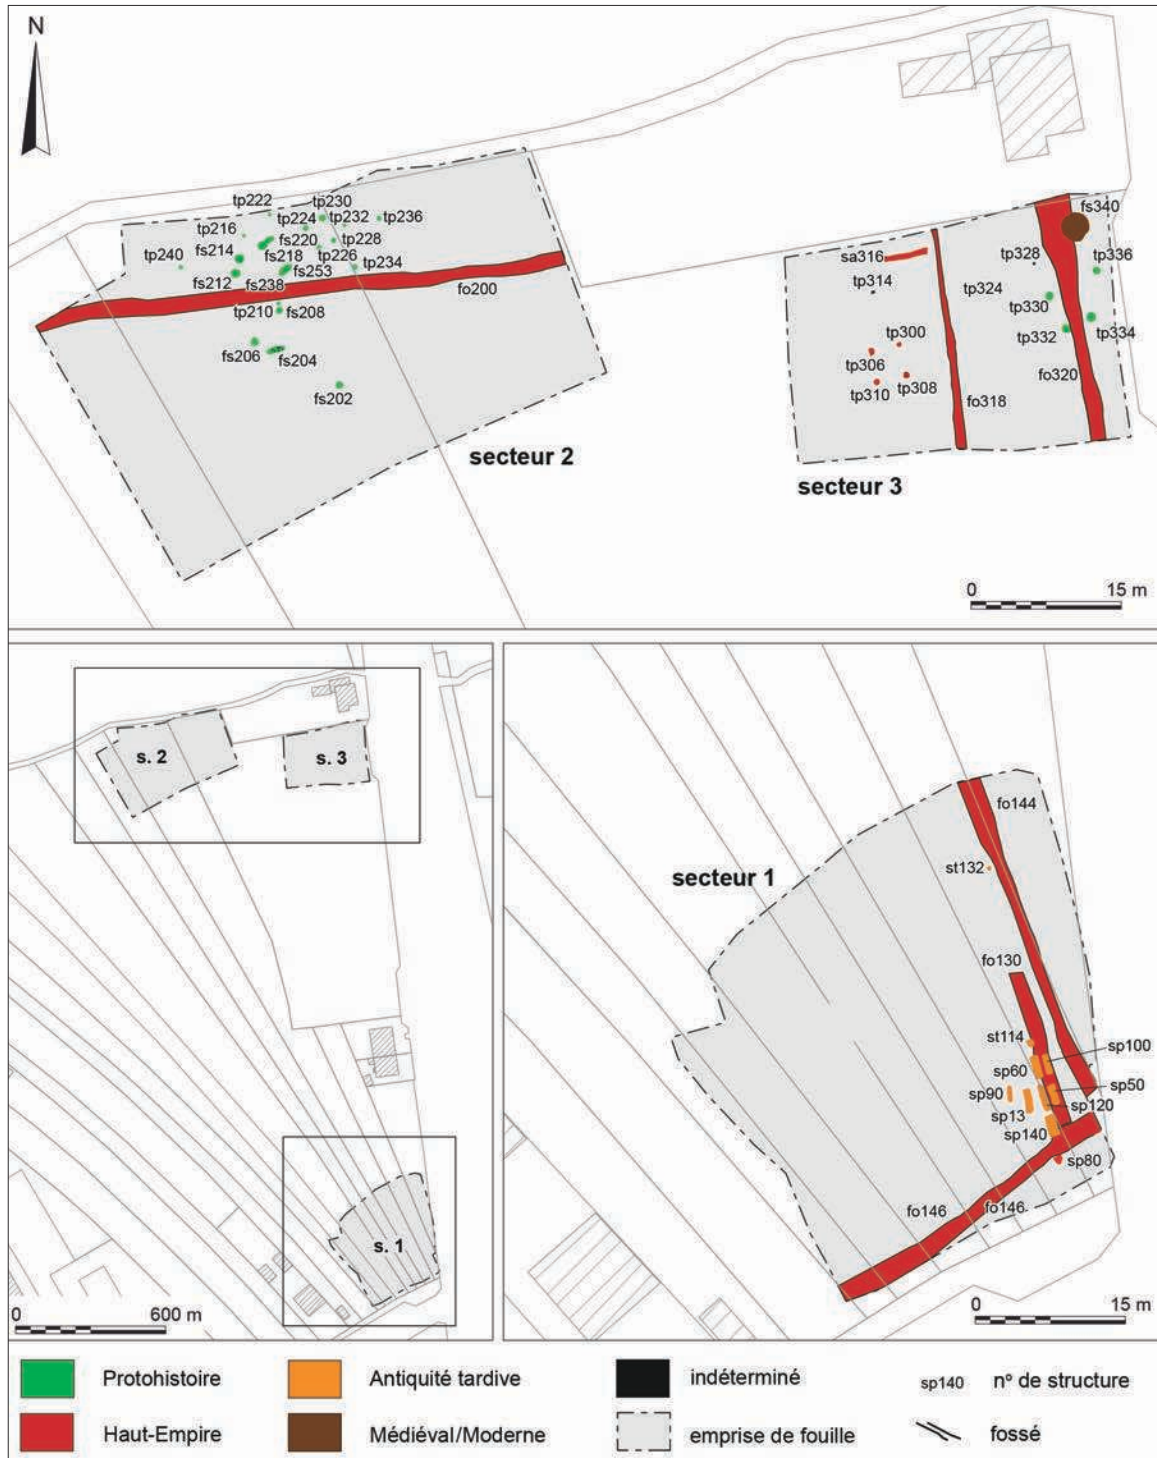 N
tp222
tp230
tp224
tp232
tp236
tp216
fs220
tp228
tp240
fs214
fs218
tp226
fs212
fs253
tp234
fs238
fo200
tp210
fs208
fs206
fs204
fs202
secteur 2
fs340
sa316
tp328
tp336
tp314
tp324
tp330
tp300
tp332
tp334
tp306
tp308
tp310
fo318
fo320
secteur 3
0 15 m
s. 2
s. 3
s. 1
0 600 m
secteur 1
fo144
st132
fo130
st114
sp100
sp60
sp90
sp50
sp13
sp120
sp140
sp80
fo146
fo146
0 15 m
Protohistoire
Antiquité tardive
indéterminé
sp140 nº de structure
Haut-Empire
Médiéval/Moderne
emprise de fouille
fossé